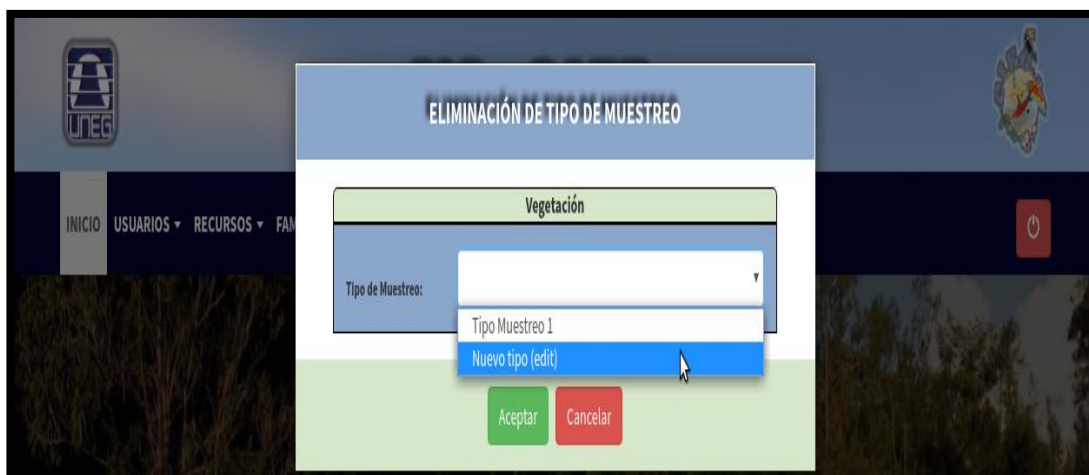 UNEG
ELIMINACIÓN DE TIPO DE MUESTREO
INICIO USUARIOS RECURSOS FAM
Vegetación
Tipo de Muestreo:
Tipo Muestreo 1
Nuevo tipo (edit)
Aceptar Cancelar